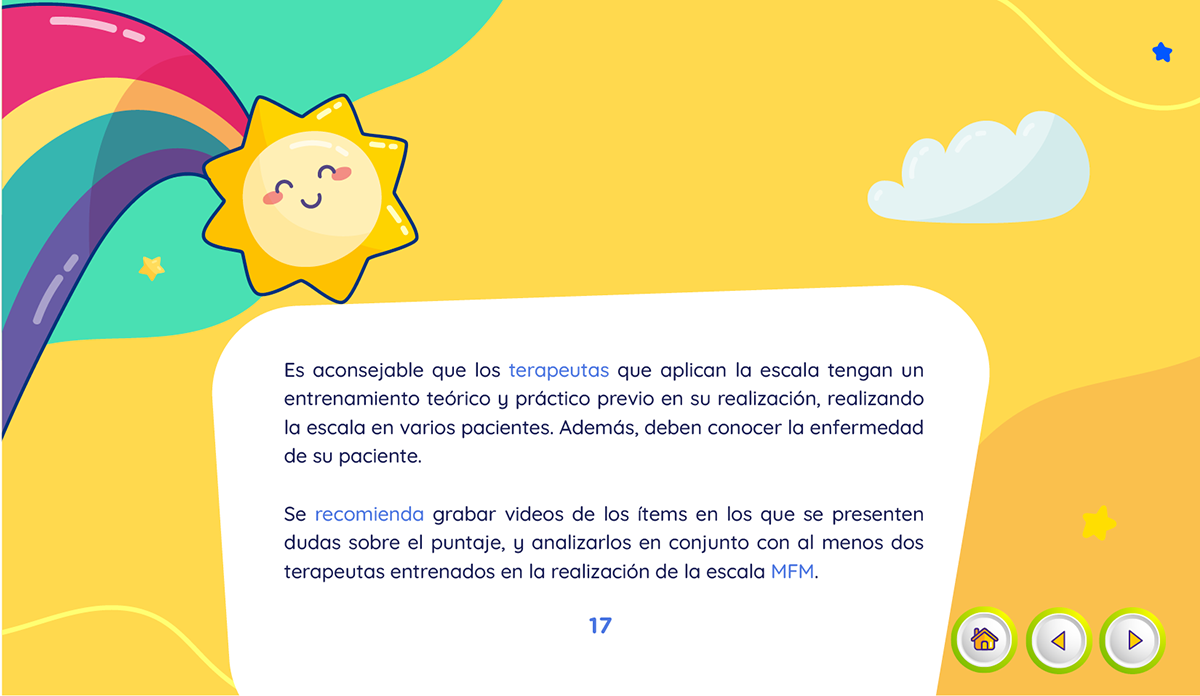 Es aconsejable que los terapeutas que aplican la escala tengan un
entrenamiento teórico y práctico previo en su realización, realizando
la escala en varios pacientes. Además, deben conocer la enfermedad
de su paciente.
Se recomienda grabar videos de los ítems en los que se presenten
dudas sobre el puntaje, y analizarlos en conjunto con al menos dos
terapeutas entrenados en la realización de la escala MFM.
17